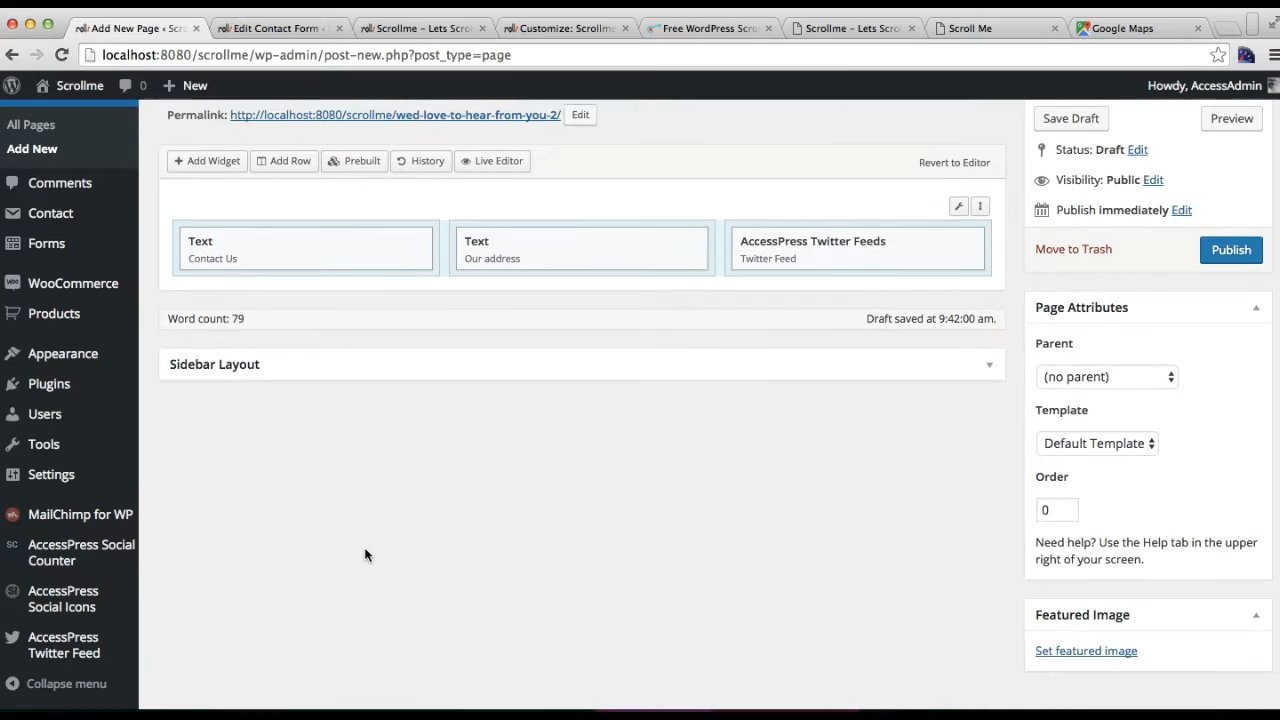 Add New Page ‹ Scro
Edit Contact Form ‹
Scrollme – Lets Scrol
Customize: Scrollme
Free WordPress Scro
Scrollme – Lets Scrol
Scroll Me
Google Maps
localhost:8080/scrollme/wp-admin/post-new.php?post_type=page
Scrollme
0
New
Howdy, AccessAdmin
All Pages
Add New
Comments
Contact
Forms
WooCommerce
Products
Appearance
Plugins
Users
Tools
Settings
MailChimp for WP
AccessPress Social
Counter
AccessPress
Social Icons
AccessPress
Twitter Feed
Collapse menu
Permalink: http://localhost:8080/scrollme/wed-love-to-hear-from-you-2/ Edit
Add Widget
Add Row
Prebuilt
History
Live Editor
Revert to Editor
Text
Contact Us
Text
Our address
AccessPress Twitter Feeds
Twitter Feed
Word count: 79
Draft saved at 9:42:00 am.
Sidebar Layout
Save Draft
Preview
Status: Draft Edit
Visibility: Public Edit
Publish immediately Edit
Move to Trash
Publish
Page Attributes
Parent
(no parent)
Template
Default Template
Order
0
Need help? Use the Help tab in the upper
right of your screen.
Featured Image
Set featured image